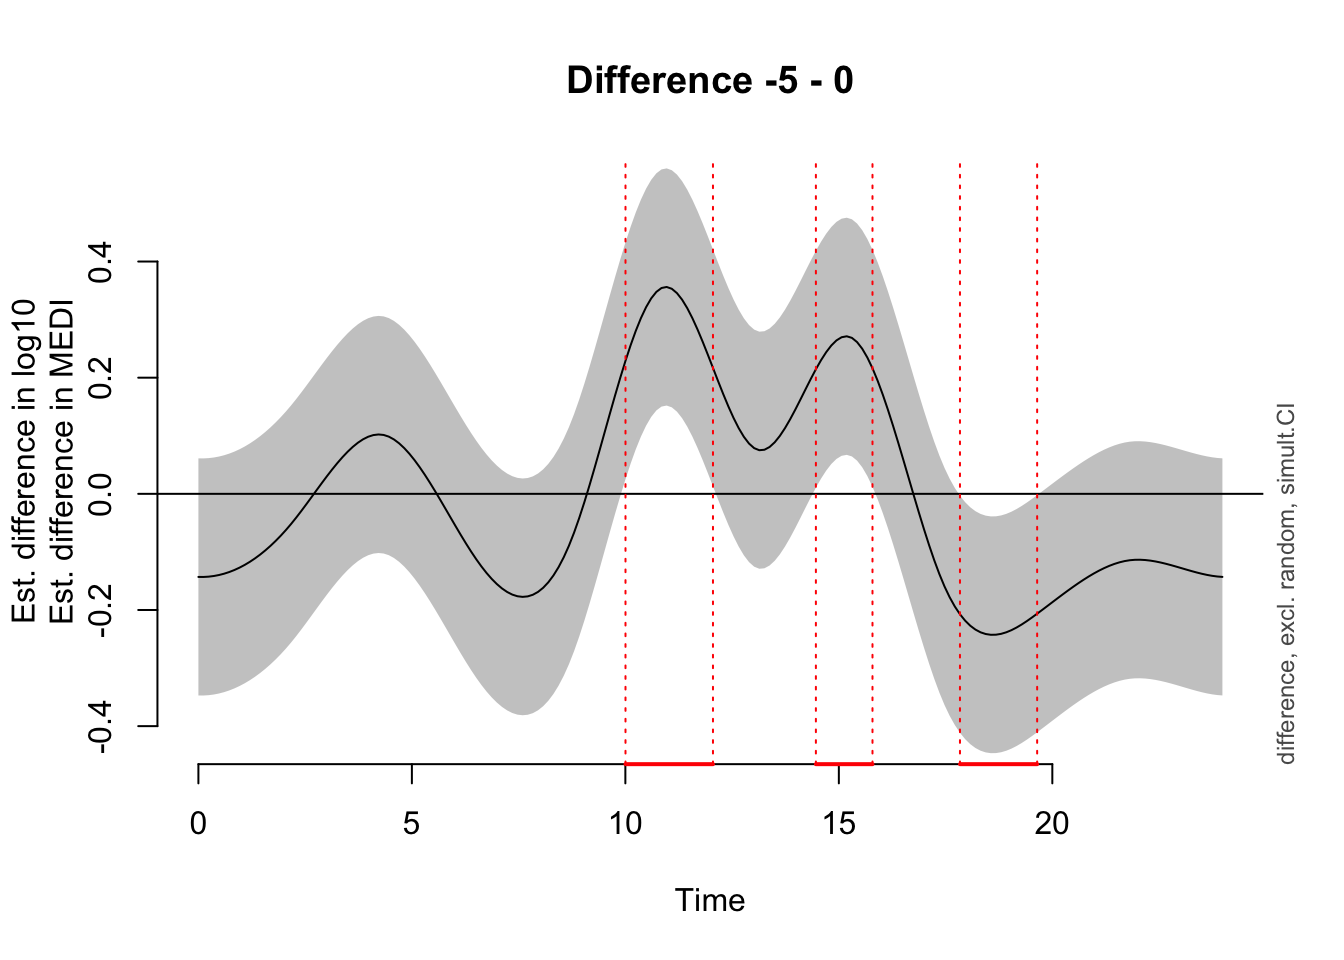 Difference -5 - 0
Est. difference in log10
Est. difference in MEDI
0.4
0.2
0.0
-0.2
-0.4
0 5 10 15 20
Time
difference, excl. random, simult.CI